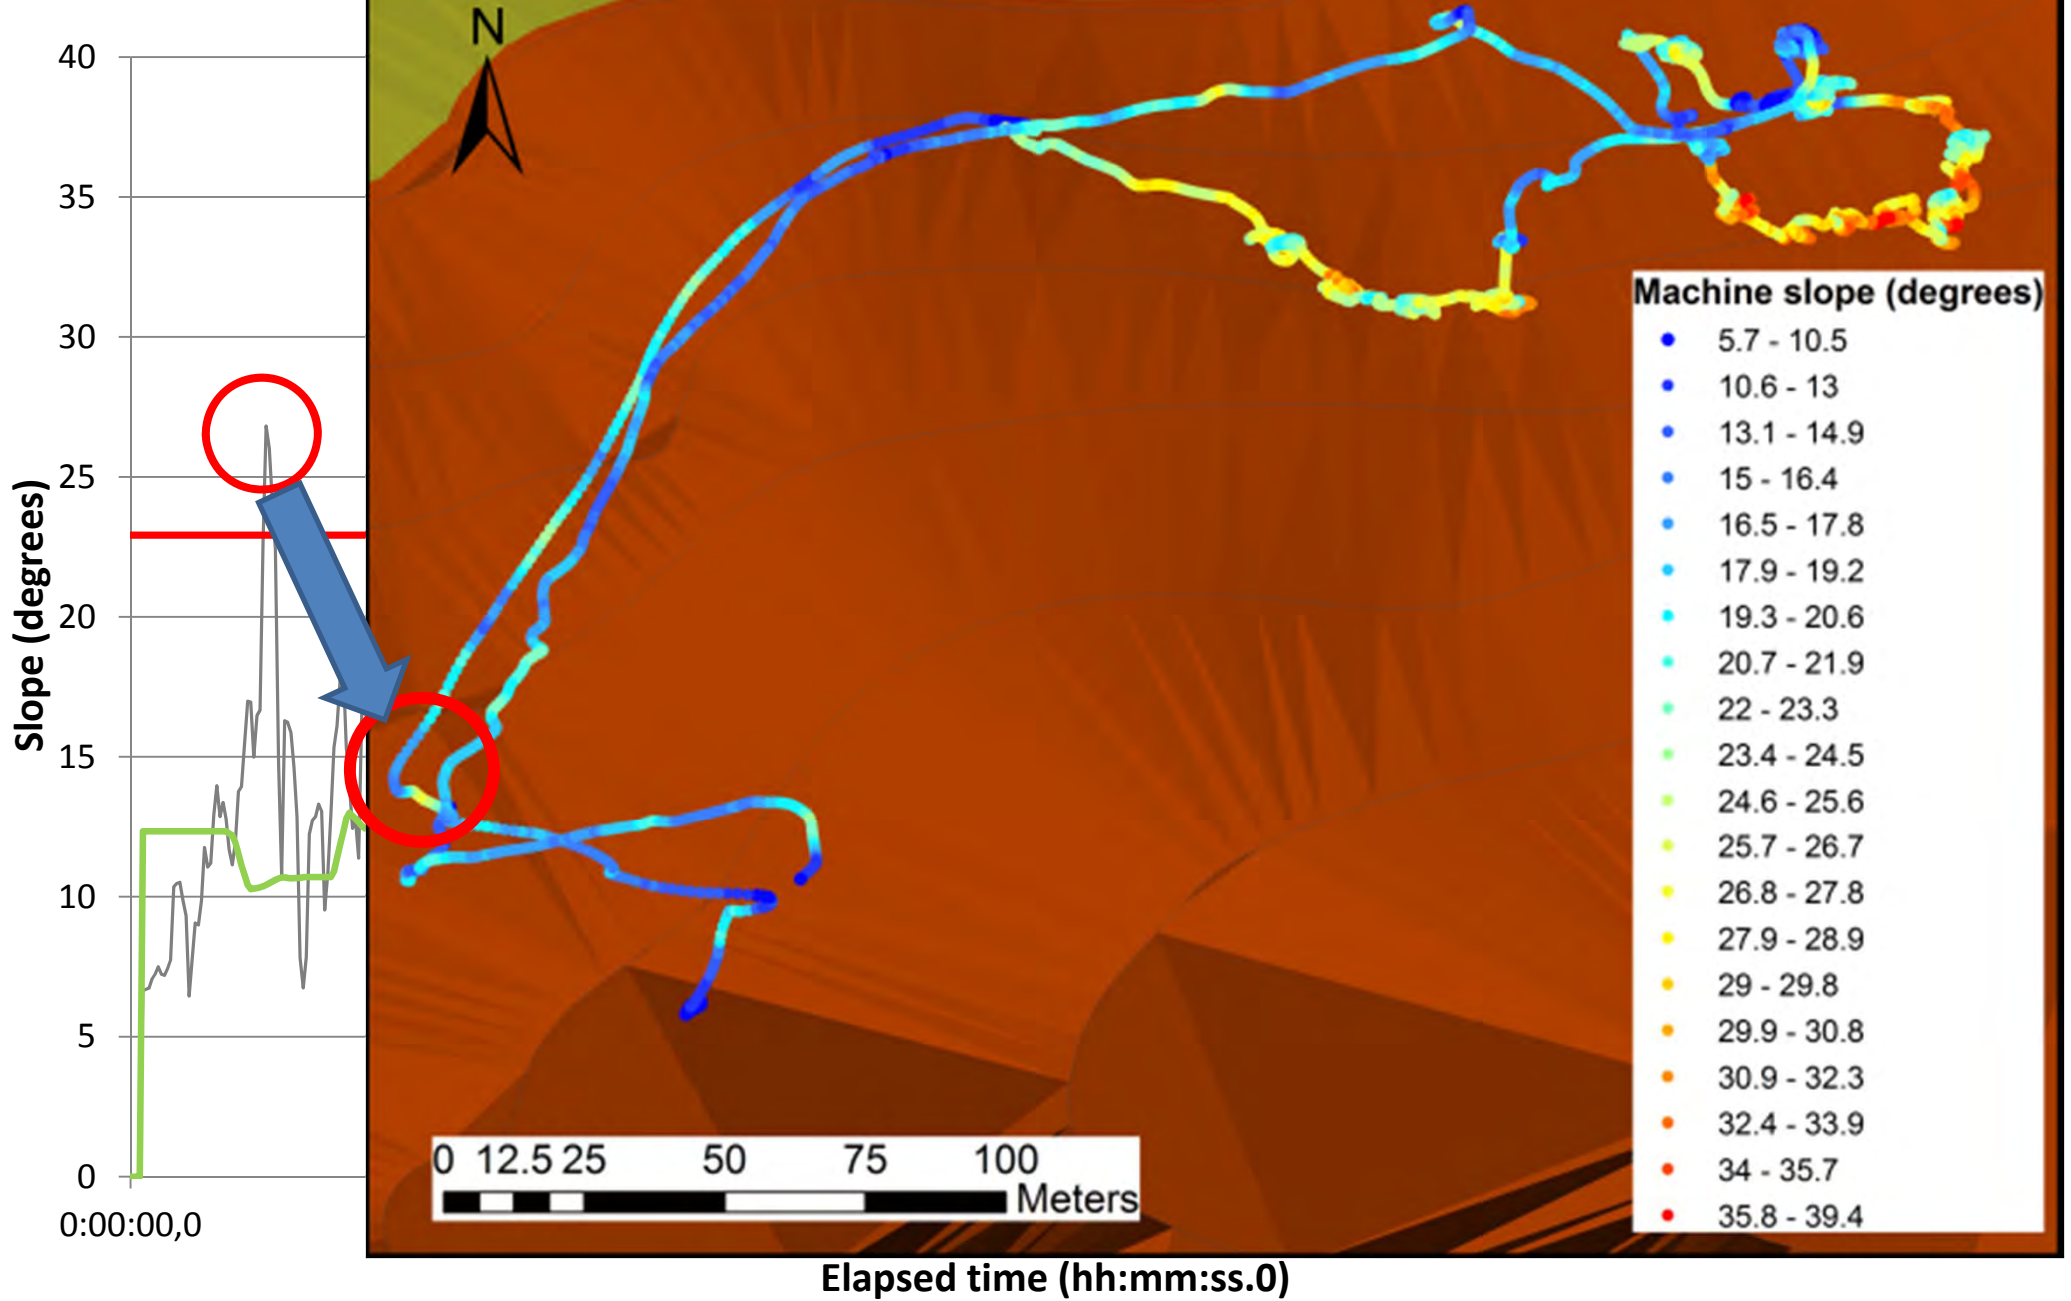 N
40
35
30
25
20
15
10
5
0
Slope (degrees)
0:00:00,0
Machine slope (degrees)
5.7 - 10.5
10.6 - 13
13.1 - 14.9
15 - 16.4
16.5 - 17.8
17.9 - 19.2
19.3 - 20.6
20.7 - 21.9
22 - 23.3
23.4 - 24.5
24.6 - 25.6
25.7 - 26.7
26.8 - 27.8
27.9 - 28.9
29 - 29.8
29.9 - 30.8
30.9 - 32.3
32.4 - 33.9
34 - 35.7
35.8 - 39.4
0 12.5 25 50 75 100
Meters
Elapsed time (hh:mm:ss.0)